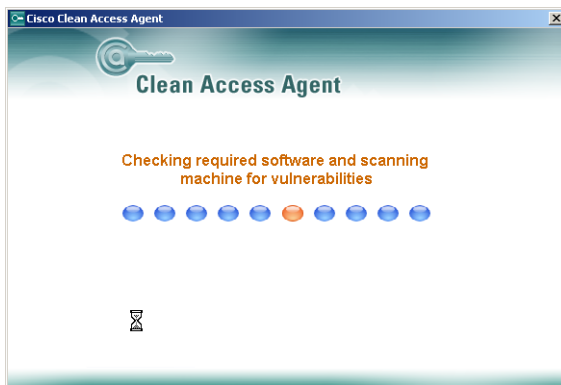 Cisco Clean Access Agent
Clean Access Agent
Checking required software and scanning
machine for vulnerabilities